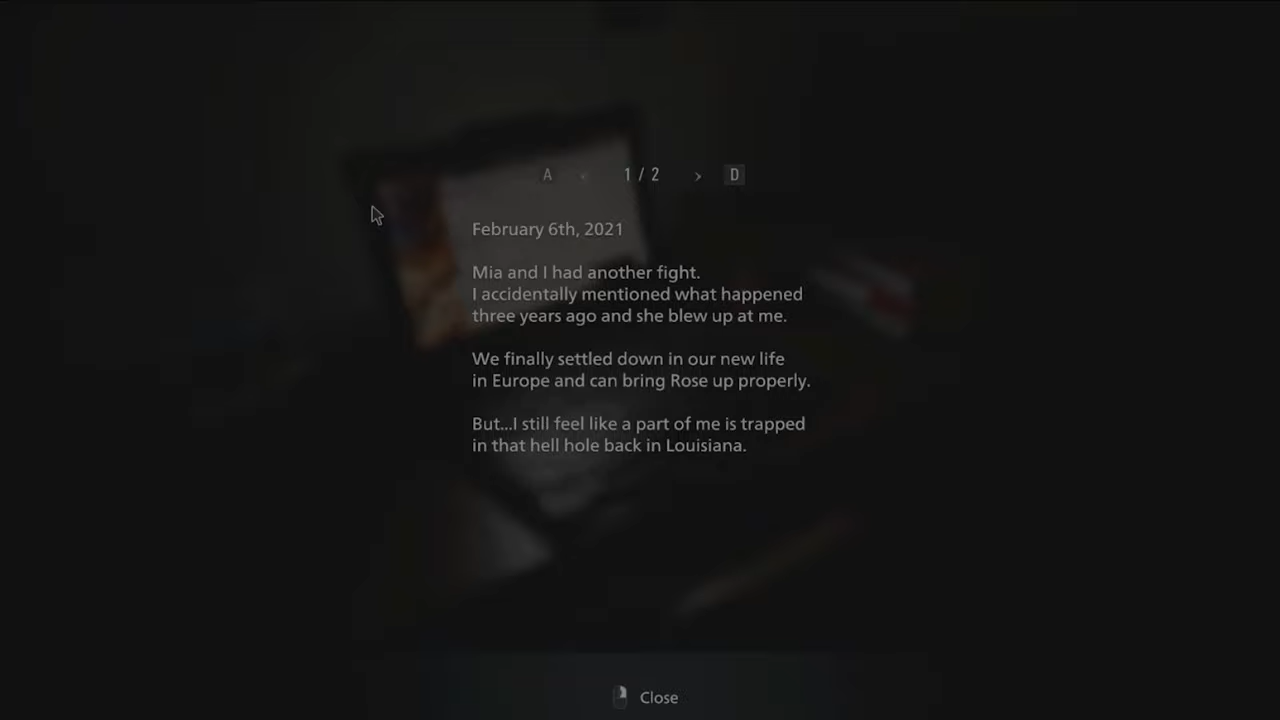 A < 1 / 2 > D
February 6th, 2021
Mia and I had another fight.
I accidentally mentioned what happened
three years ago and she blew up at me.
We finally settled down in our new life
in Europe and can bring Rose up properly.
But...I still feel like a part of me is trapped
in that hell hole back in Louisiana.
Close